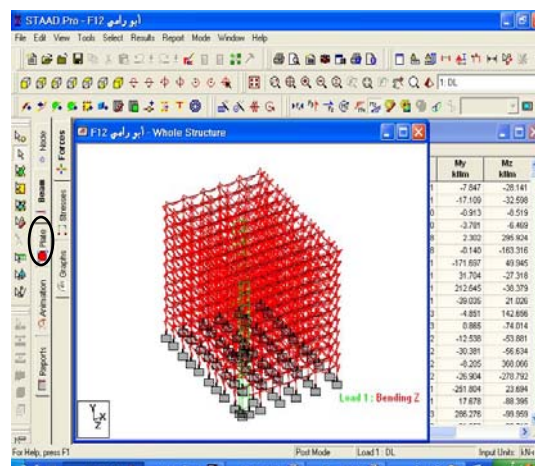 STAAD.Pro - F12 أبو رامي
File Edit View Tools Select Results Report Mode Window Help
1: DL
Node
Beam
Plate
Animation
Reports
Forces
Stresses
Graphs
F12 أبو رامي - Whole Structure
Load 1 : Bending Z
Y
X
Z
My Mz
kNm kNm
-7.847 -28.141
-17.109 -32.598
-0.913 -8.519
-3.781 -6.469
2.302 295.924
-0.140 -163.316
-171.697 49.945
31.704 -27.316
212.645 -38.379
-39.035 21.026
-4.851 142.656
0.865 -74.014
-12.538 -53.881
-30.381 -56.634
-0.205 360.066
-26.904 -278.792
-251.804 23.694
17.678 -88.395
286.276 -99.959
For Help, press F1 Post Mode Load 1 : DL Input Units: kN-